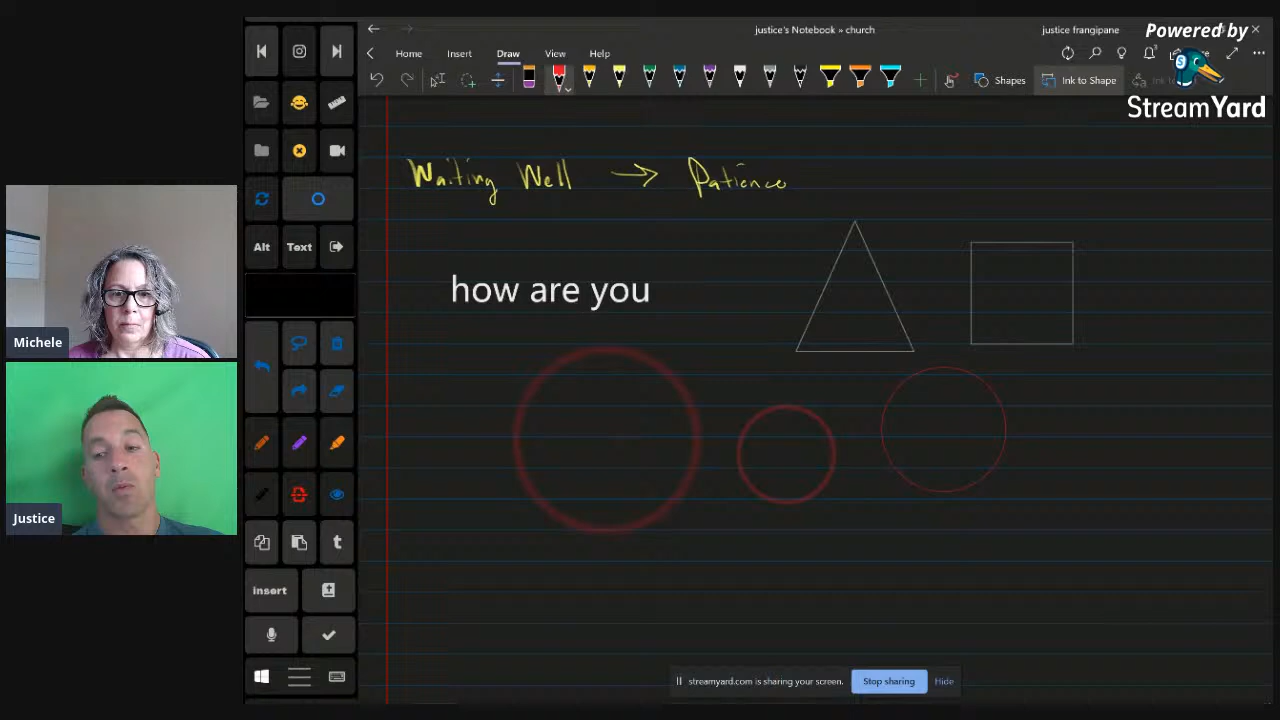 justice's Notebook » church
justice frangipane
Powered by
StreamYard
Home Insert Draw View Help
Shapes Ink to Shape
Waiting Well → Patience
how are you
Michele
Justice
Alt Text
t
insert
streamyard.com is sharing your screen. Stop sharing Hide